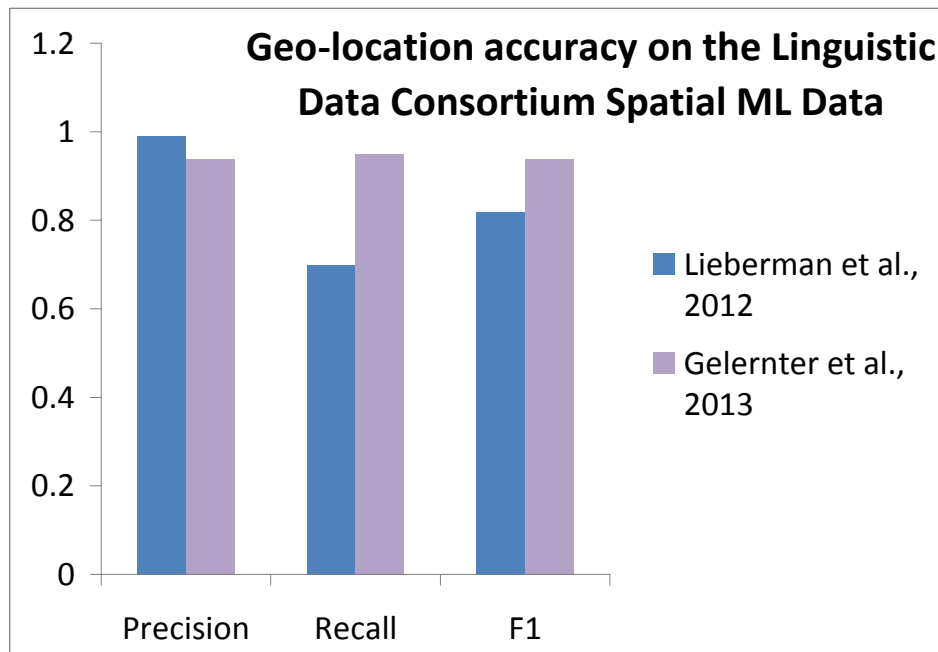 Geo-location accuracy on the Linguistic
Data Consortium Spatial ML Data
1.2
1
0.8
0.6
0.4
0.2
0
Precision
Recall
F1
Lieberman et al.,
2012
Gelernter et al.,
2013